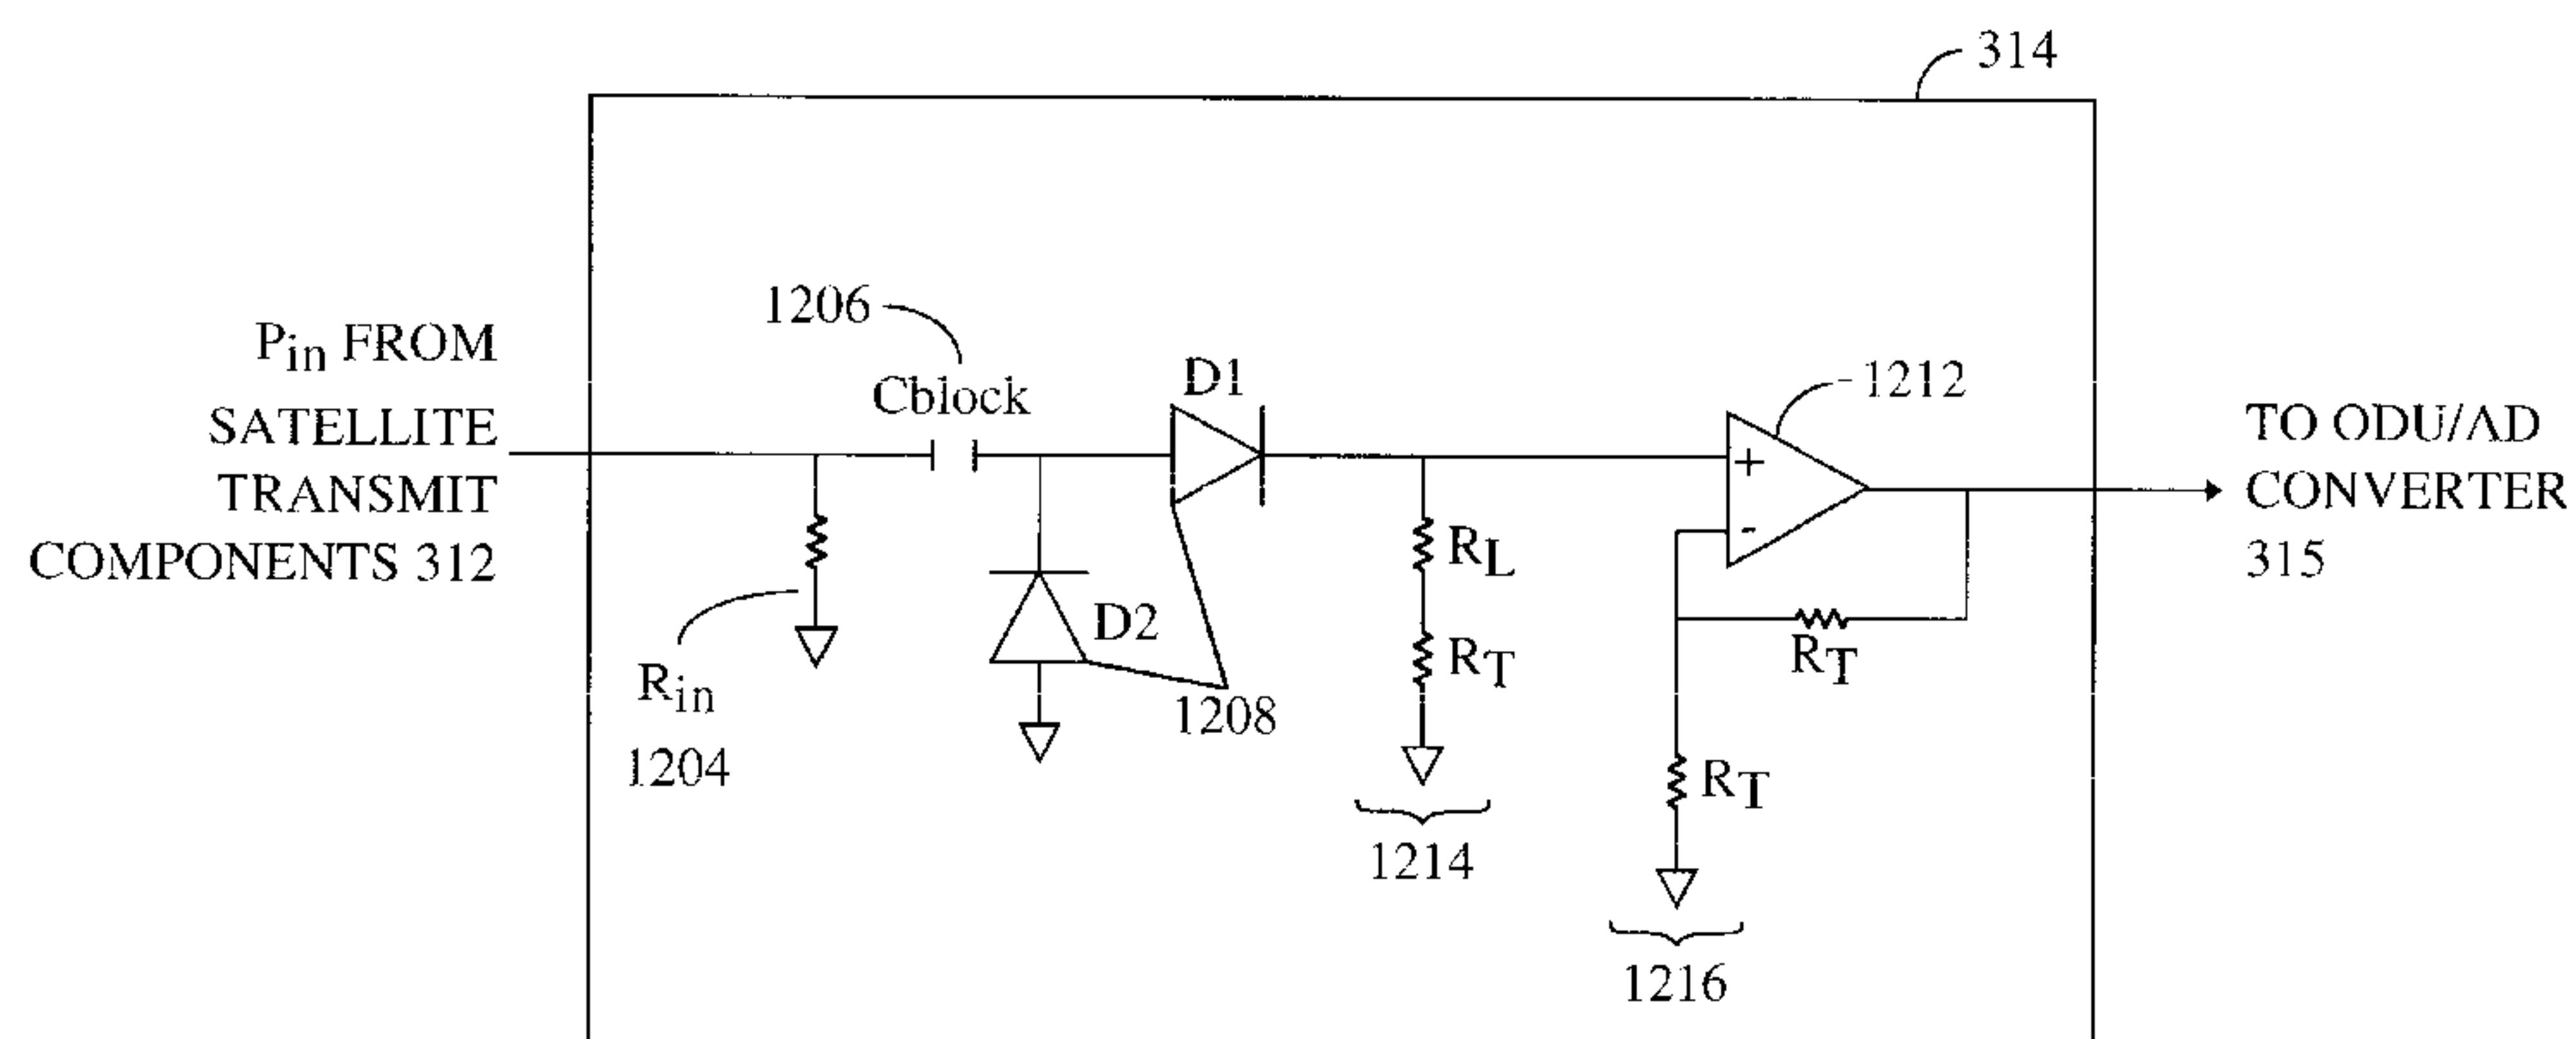 314
1206
Cblock
D1
1212
Pin FROM
SATELLITE
TRANSMIT
COMPONENTS 312
+
-
TO ODU/AD
CONVERTER
315
RL
RT
D2
RT
Rin
1204
1208
RT
1214
1216